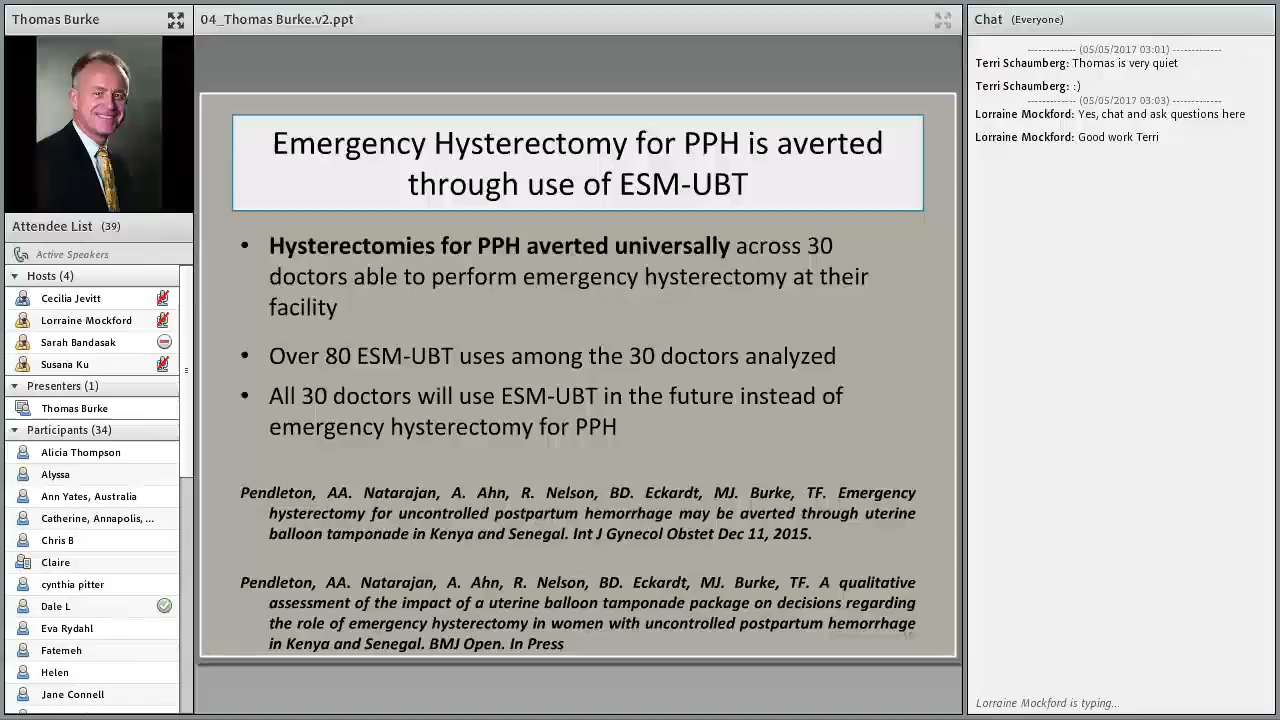 Thomas Burke
04_Thomas Burke.v2.ppt
Chat (Everyone)
Attendee List (39)
Active Speakers
Hosts (4)
Cecilia Jevitt
Lorraine Mockford
Sarah Bandasak
Susana Ku
Presenters (1)
Thomas Burke
Participants (34)
Alicia Thompson
Alyssa
Ann Yates, Australia
Catherine, Annapolis, ...
Chris B
Claire
cynthia pitter
Dale L
Eva Rydahl
Fatemeh
Helen
Jane Connell
Emergency Hysterectomy for PPH is averted
through use of ESM-UBT
• Hysterectomies for PPH averted universally across 30
doctors able to perform emergency hysterectomy at their
facility
• Over 80 ESM-UBT uses among the 30 doctors analyzed
• All 30 doctors will use ESM-UBT in the future instead of
emergency hysterectomy for PPH
Pendleton, AA. Natarajan, A. Ahn, R. Nelson, BD. Eckardt, MJ. Burke, TF. Emergency
hysterectomy for uncontrolled postpartum hemorrhage may be averted through uterine
balloon tamponade in Kenya and Senegal. Int J Gynecol Obstet Dec 11, 2015.
Pendleton, AA. Natarajan, A. Ahn, R. Nelson, BD. Eckardt, MJ. Burke, TF. A qualitative
assessment of the impact of a uterine balloon tamponade package on decisions regarding
the role of emergency hysterectomy in women with uncontrolled postpartum hemorrhage
in Kenya and Senegal. BMJ Open. In Press
------------- (05/05/2017 03:01) -------------
Terri Schaumberg: Thomas is very quiet
Terri Schaumberg: :)
------------- (05/05/2017 03:03) -------------
Lorraine Mockford: Yes, chat and ask questions here
Lorraine Mockford: Good work Terri
Lorraine Mockford is typing...